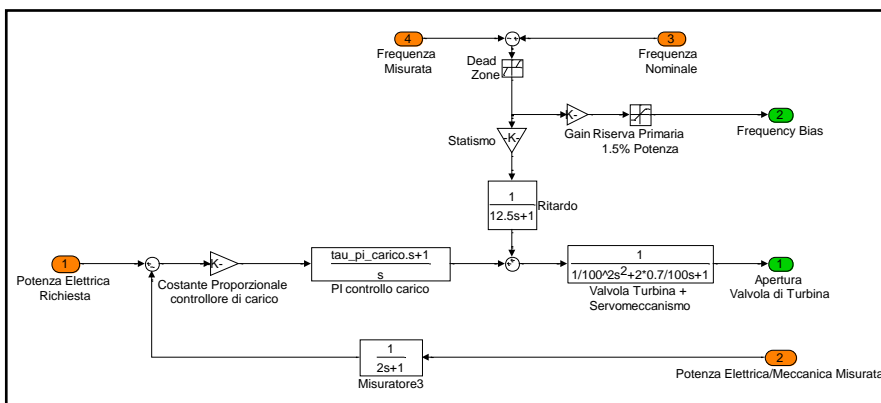 4
3
Frequenza
Misurata
Frequenza
Nominale
Dead
Zone
K-
2
Gain Riserva Primaria
1.5% Potenza
Frequency Bias
Statismo
-K-
1
12.5s+1
Ritardo
1
Potenza Elettrica
Richiesta
K-
Costante Proporzionale
controllore di carico
tau_pi_carico.s+1
s
PI controllo carico
1
1/100^2s²+2*0.7/100s+1
Valvola Turbina +
Servomeccanismo
1
Apertura
Valvola di Turbina
1
2s+1
Misuratore3
2
Potenza Elettrica/Meccanica Misurata